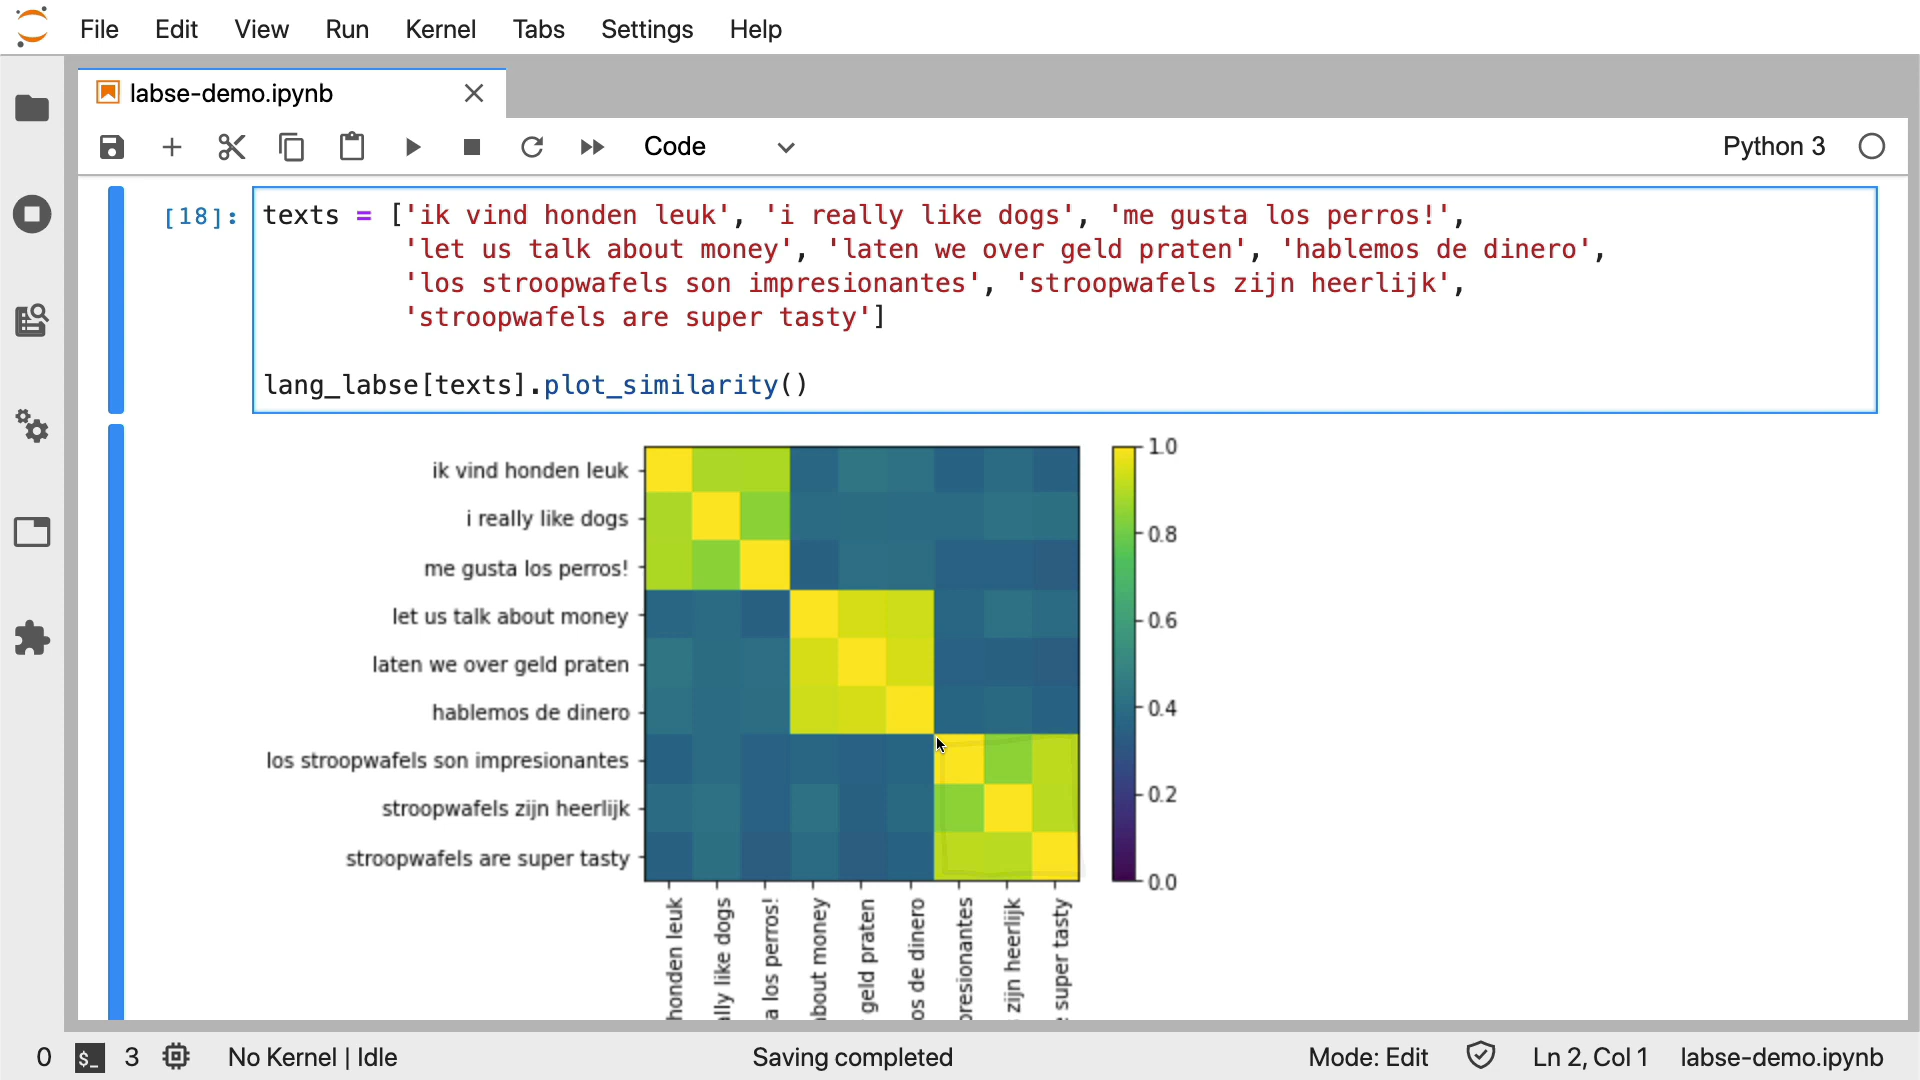 File Edit View Run Kernel Tabs Settings Help
labse-demo.ipynb
Code
Python 3
[18]:
texts = ['ik vind honden leuk', 'i really like dogs', 'me gusta los perros!',
'let us talk about money', 'laten we over geld praten', 'hablemos de dinero',
'los stroopwafels son impresionantes', 'stroopwafels zijn heerlijk',
'stroopwafels are super tasty']
lang_labse[texts].plot_similarity()
ik vind honden leuk
i really like dogs
me gusta los perros!
let us talk about money
laten we over geld praten
hablemos de dinero
los stroopwafels son impresionantes
stroopwafels zijn heerlijk
stroopwafels are super tasty
1.0
0.8
0.6
0.4
0.2
0.0
honden leuk
lly like dogs
a los perros!
bout money
geld praten
os de dinero
resionantes
zijn heerlijk
super tasty
0 $_ 3 No Kernel | Idle Saving completed Mode: Edit Ln 2, Col 1 labse-demo.ipynb